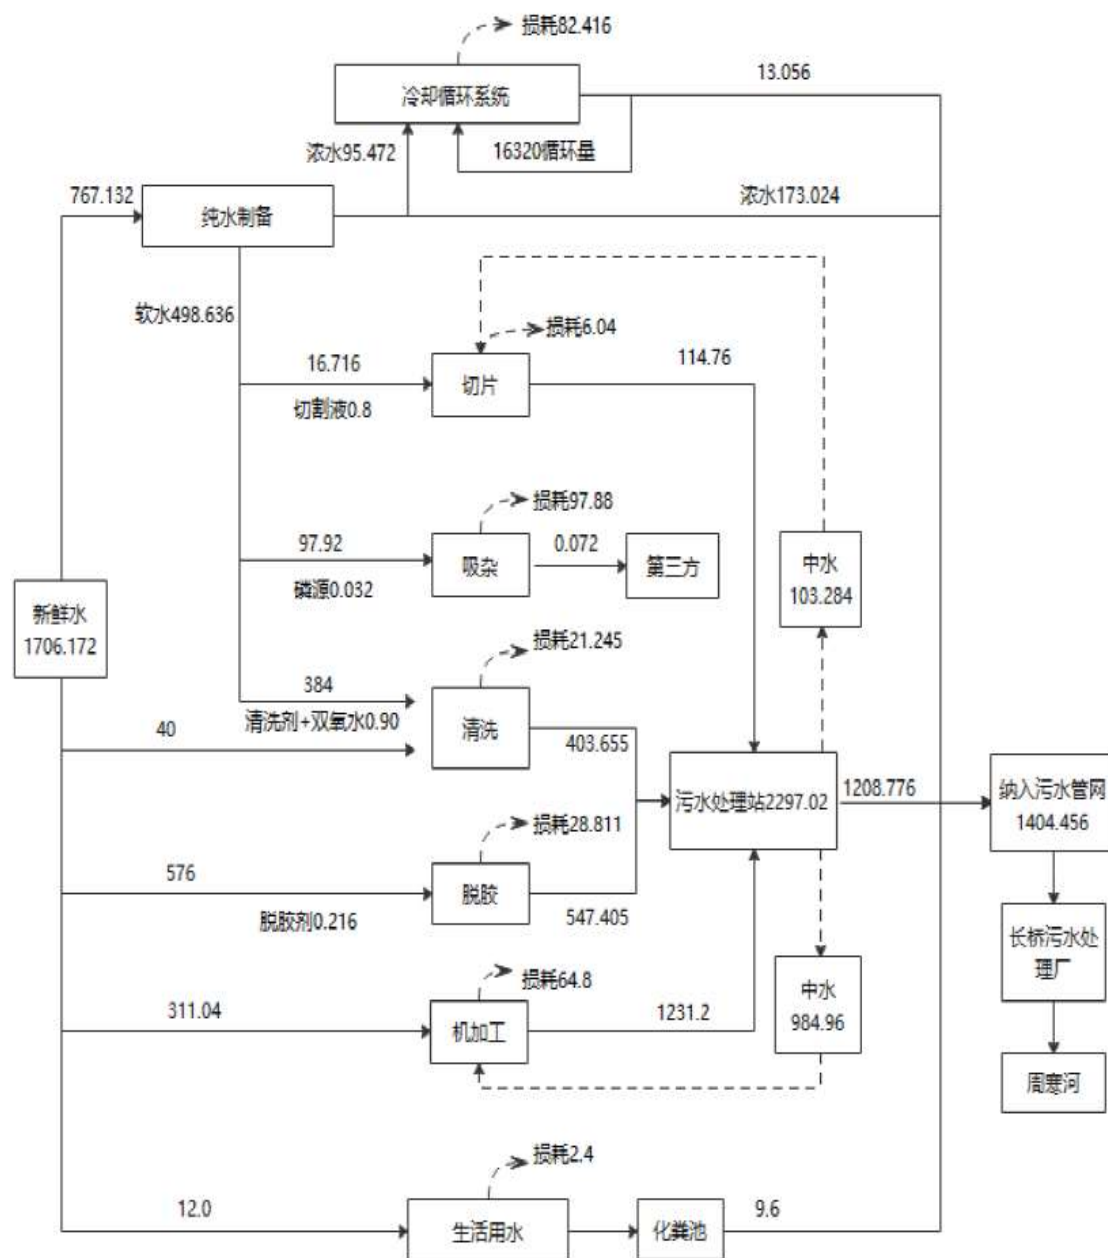 损耗82.416
冷却循环系统
13.056
16320循环量
浓水95.472
767.132
纯水制备
浓水173.024
软水498.636
损耗6.04
16.716
切片
114.76
切割液0.8
损耗97.88
97.92
吸杂
0.072
第三方
中水
103.284
磷源0.032
新鲜水
1706.172
损耗21.245
384
清洗剂+双氧水0.90
清洗
403.655
40
污水处理站2297.02
1208.776
纳入污水管网
1404.456
损耗28.811
576
脱胶
脱胶剂0.216
547.405
长桥污水处
理厂
损耗64.8
311.04
机加工
1231.2
中水
984.96
周寒河
损耗2.4
12.0
生活用水
化粪池
9.6